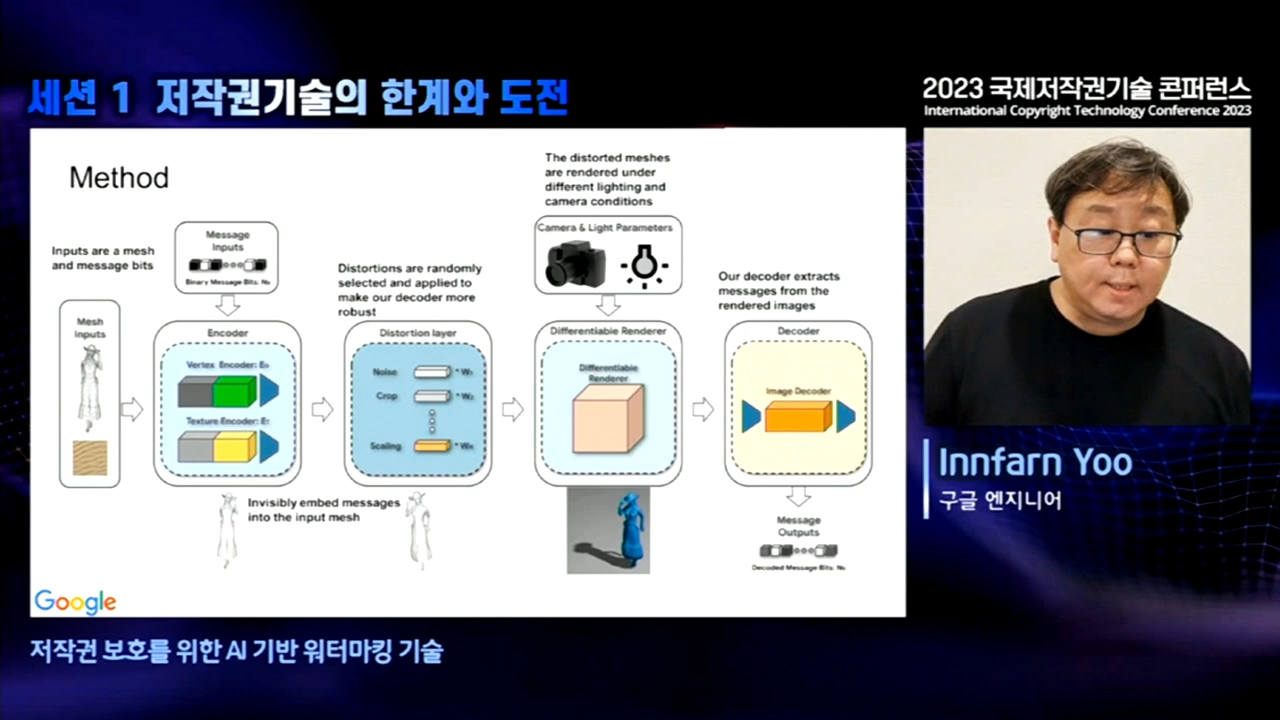 세션 1 저작권기술의 한계와 도전
2023 국제저작권기술 콘퍼런스
International Copyright Technology Conference 2023
Method
Inputs are a mesh
and message bits
Message
Inputs
Binary Message Bits: Nb
Mesh
Inputs
Encoder
Vertex Encoder: Eᵥ
Texture Encoder: Eᴛ
Invisibly embed messages
into the input mesh
Distortions are randomly
selected and applied to
make our decoder more
robust
Distortion layer
Noise * W₁
Crop * W₂
Scaling * Wₙ
The distorted meshes
are rendered under
different lighting and
camera conditions
Camera & Light Parameters
Differentiable Renderer
Differentiable
Renderer
Our decoder extracts
messages from the
rendered images
Decoder
Image Decoder
Message
Outputs
Decoded Message Bits: Nb
Google
Innfarn Yoo
구글 엔지니어
저작권 보호를 위한 AI 기반 워터마킹 기술